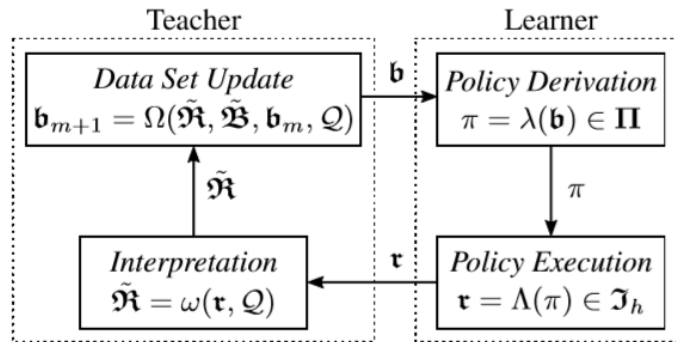 Teacher
Learner
Data Set Update
𝔟ₘ₊₁ = Ω(ℜ̃, 𝔅̃, 𝔟ₘ, 𝒬)
𝔟
Policy Derivation
π = λ(𝔟) ∈ Π
ℜ̃
π
Interpretation
ℜ̃ = ω(𝔯, 𝒬)
𝔯
Policy Execution
𝔯 = Λ(π) ∈ ℑₕ